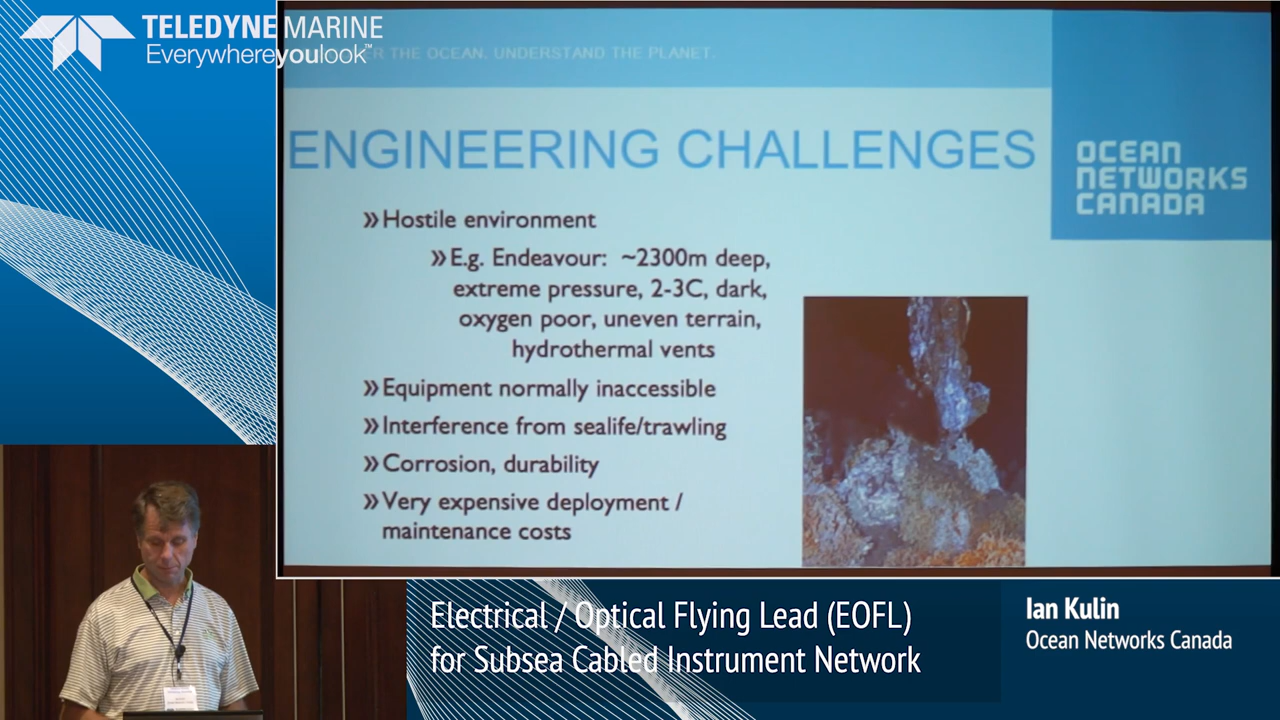 TELEDYNE MARINE
Everywhereyoulook™
THE OCEAN. UNDERSTAND THE PLANET.
ENGINEERING CHALLENGES
OCEAN
NETWORKS
CANADA
» Hostile environment
» E.g. Endeavour: ~2300m deep,
extreme pressure, 2-3C, dark,
oxygen poor, uneven terrain,
hydrothermal vents
» Equipment normally inaccessible
» Interference from sealife/trawling
» Corrosion, durability
» Very expensive deployment /
maintenance costs
Electrical / Optical Flying Lead (EOFL)
for Subsea Cabled Instrument Network
Ian Kulin
Ocean Networks Canada